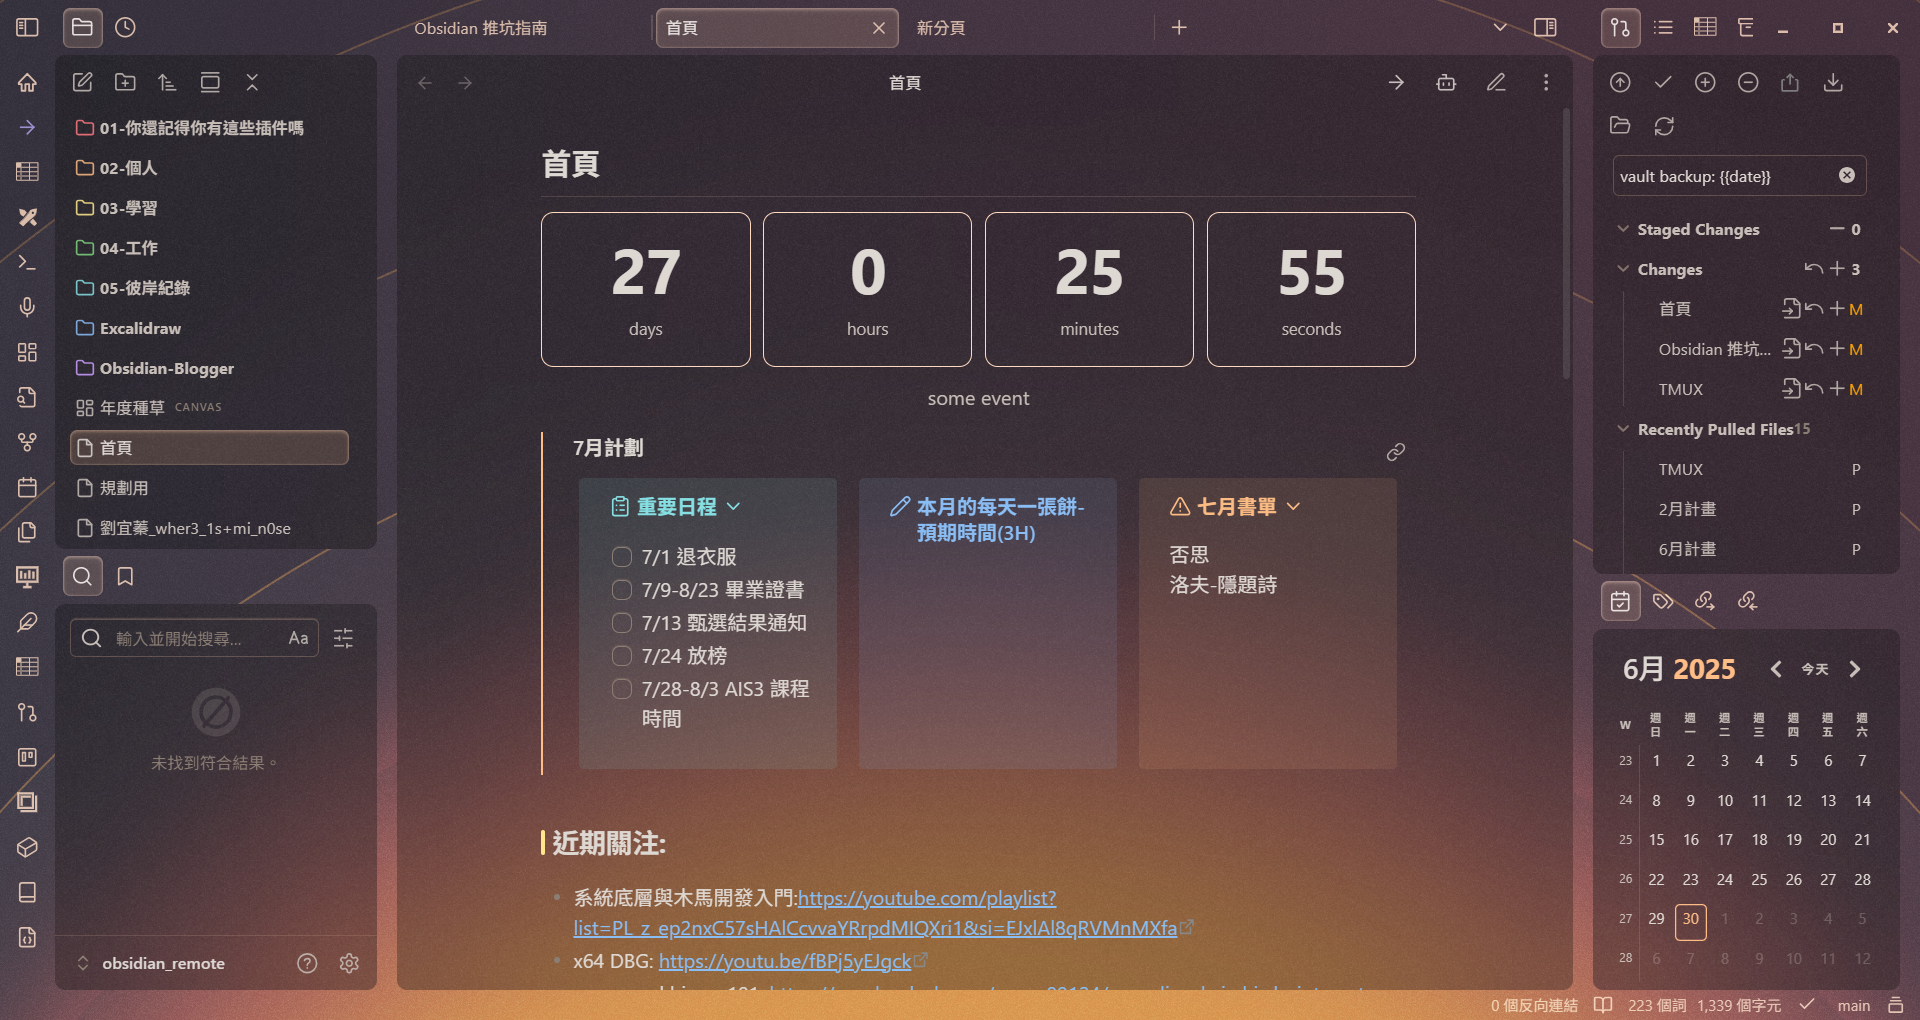 Obsidian 推坑指南
首頁
新分頁
01-你還記得你有這些插件嗎
02-個人
03-學習
04-工作
05-彼岸紀錄
Excalidraw
Obsidian-Blogger
年度種草 CANVAS
首頁
規劃用
劉宜蓁_wher3_1s+mi_n0se
輸入並開始搜尋... Aa
未找到符合結果。
obsidian_remote
首頁
首頁
27
days
0
hours
25
minutes
55
seconds
some event
7月計劃
重要日程
7/1 退衣服
7/9-8/23 畢業證書
7/13 甄選結果通知
7/24 放榜
7/28-8/3 AIS3 課程
時間
本月的每天一張餅-
預期時間(3H)
七月書單
否思
洛夫-隱題詩
近期關注:
系統底層與木馬開發入門:https://youtube.com/playlist?
list=PL_z_ep2nxC57sHAlCcvvaYRrpdMIQXri1&si=EJxlAl8qRVMnMXfa
x64 DBG: https://youtu.be/fBPj5yEJgck
vault backup: {{date}}
Staged Changes 0
Changes 3
首頁 M
Obsidian 推坑... M
TMUX M
Recently Pulled Files 15
TMUX P
2月計畫 P
6月計畫 P
6月 2025 今天
W 週日 週一 週二 週三 週四 週五 週六
23 1 2 3 4 5 6 7
24 8 9 10 11 12 13 14
25 15 16 17 18 19 20 21
26 22 23 24 25 26 27 28
27 29 30 1 2 3 4 5
28 6 7 8 9 10 11 12
0 個反向連結 223 個詞 1,339 個字元 main